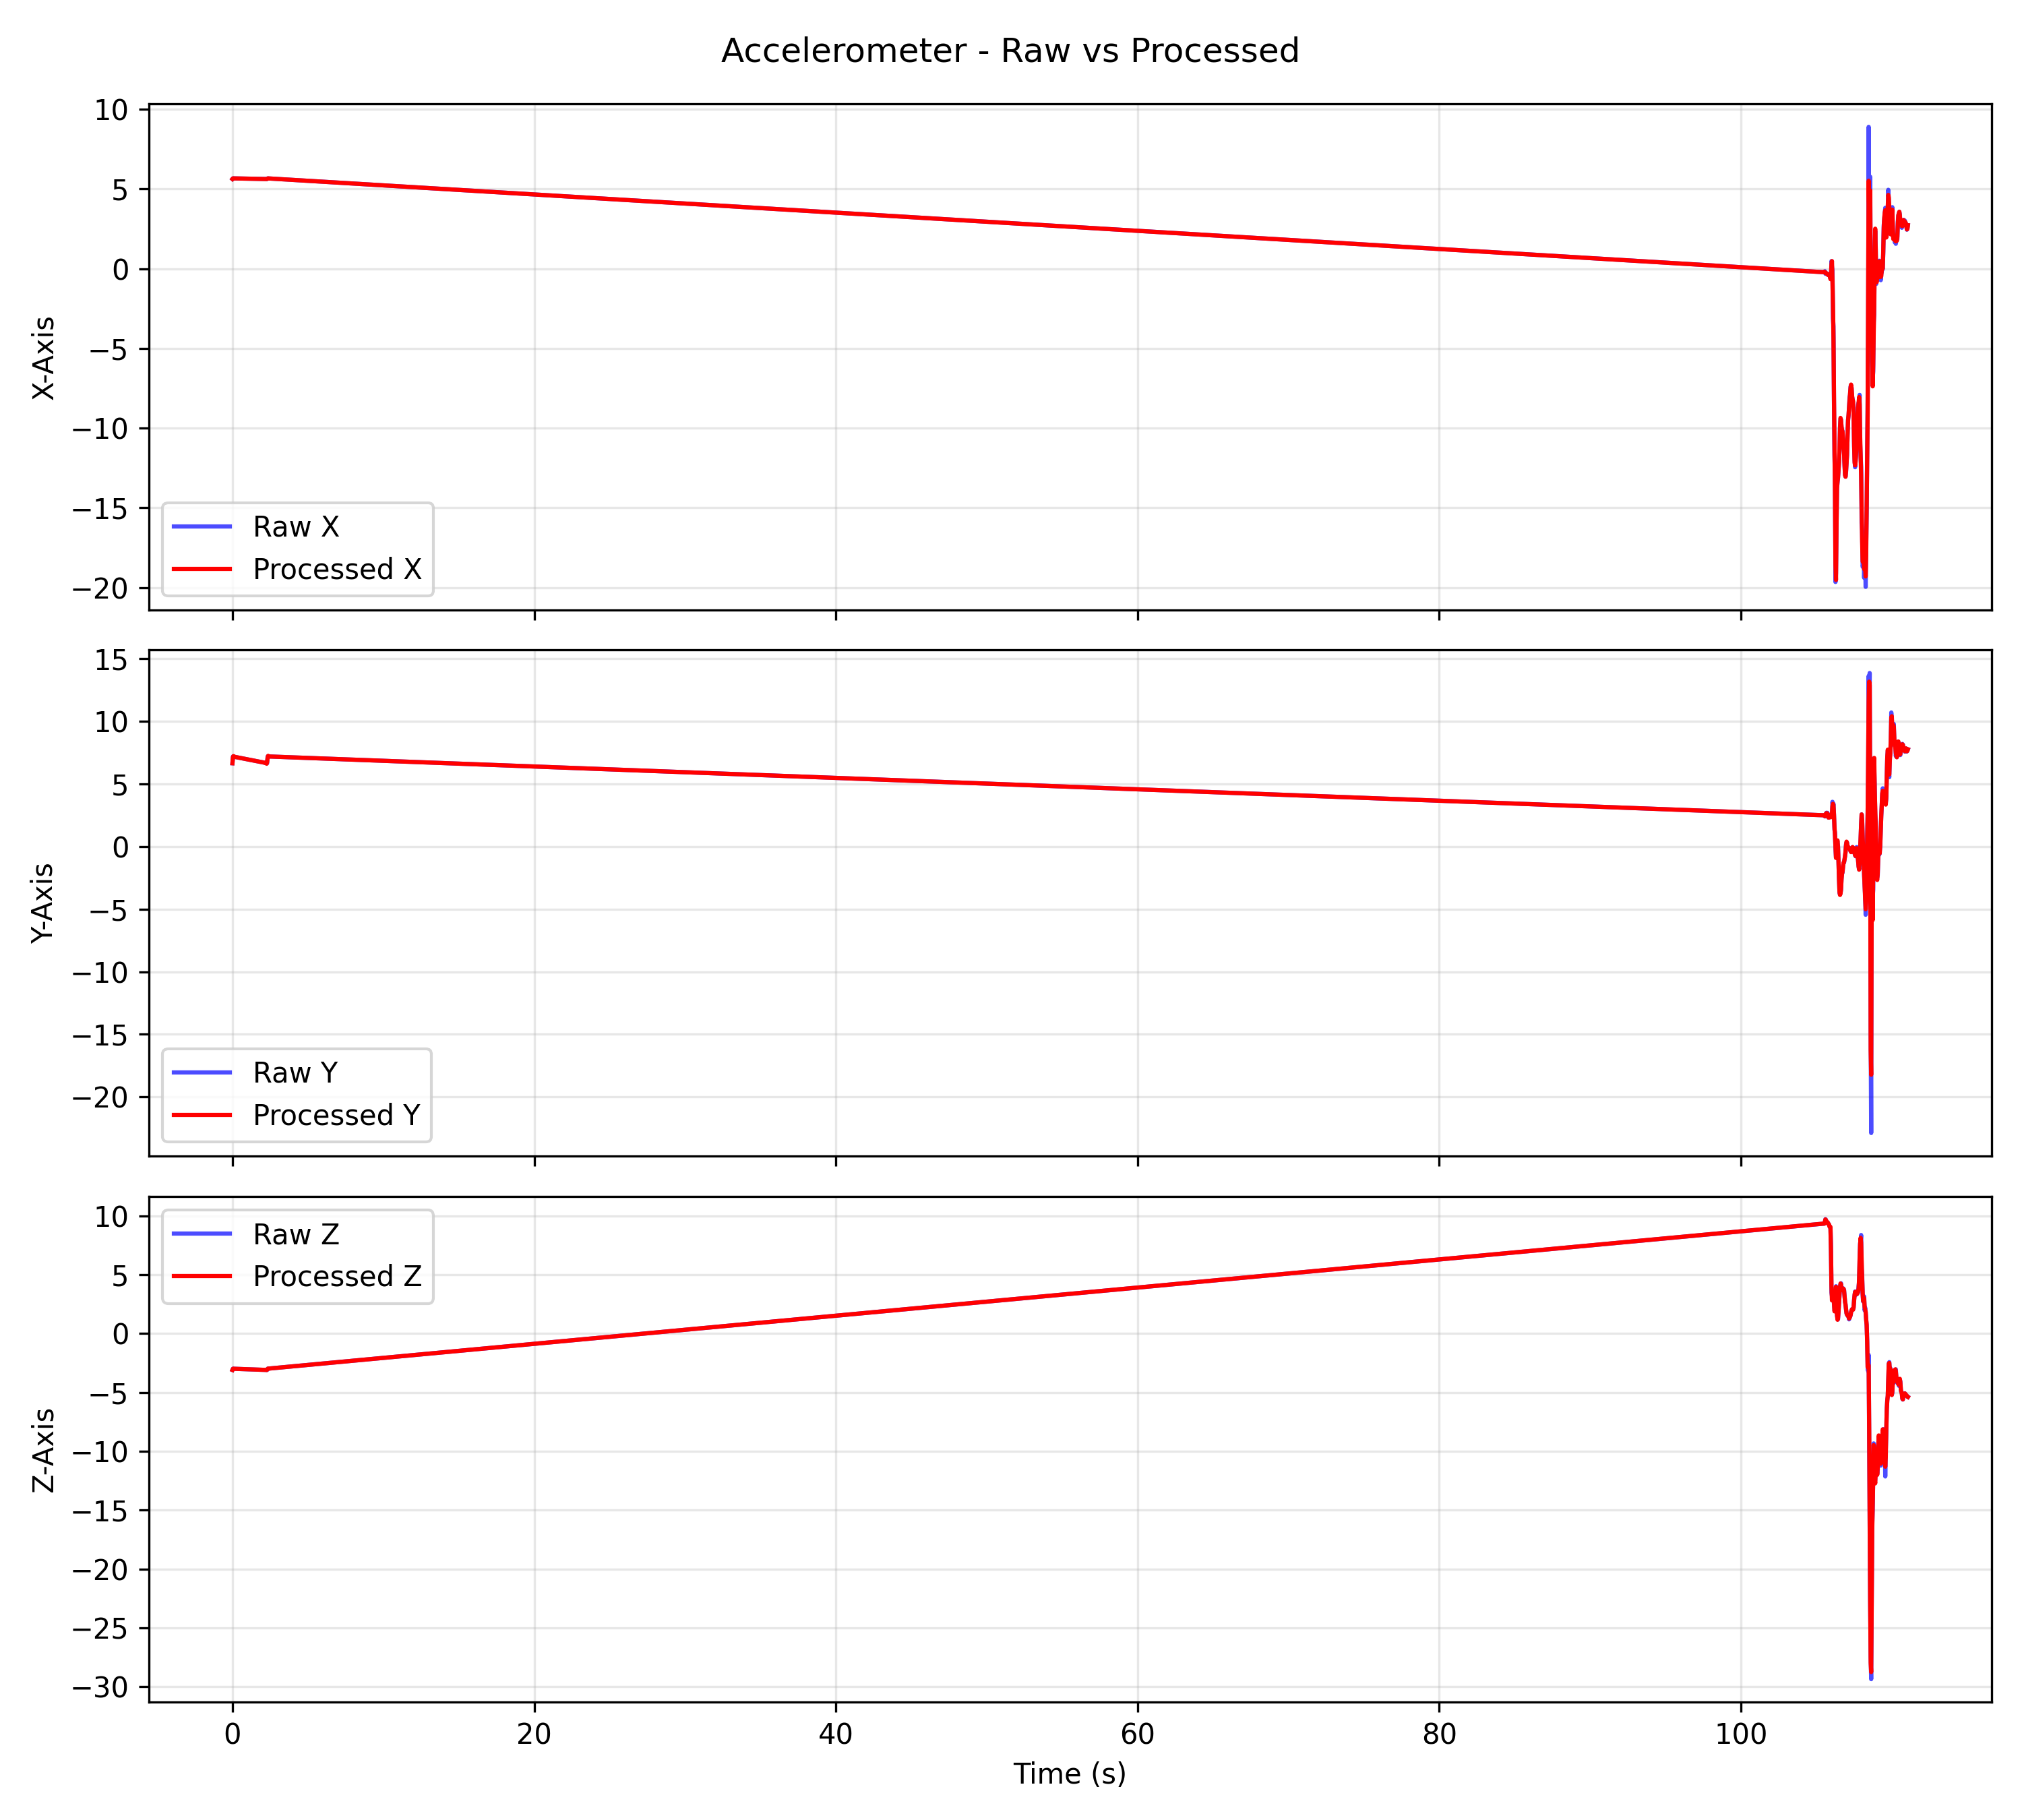 Accelerometer - Raw vs Processed
10
5
0
−5
−10
−15
−20
X-Axis
Raw X
Processed X
15
10
5
0
−5
−10
−15
−20
Y-Axis
Raw Y
Processed Y
10
5
0
−5
−10
−15
−20
−25
−30
Z-Axis
Raw Z
Processed Z
0 20 40 60 80 100
Time (s)